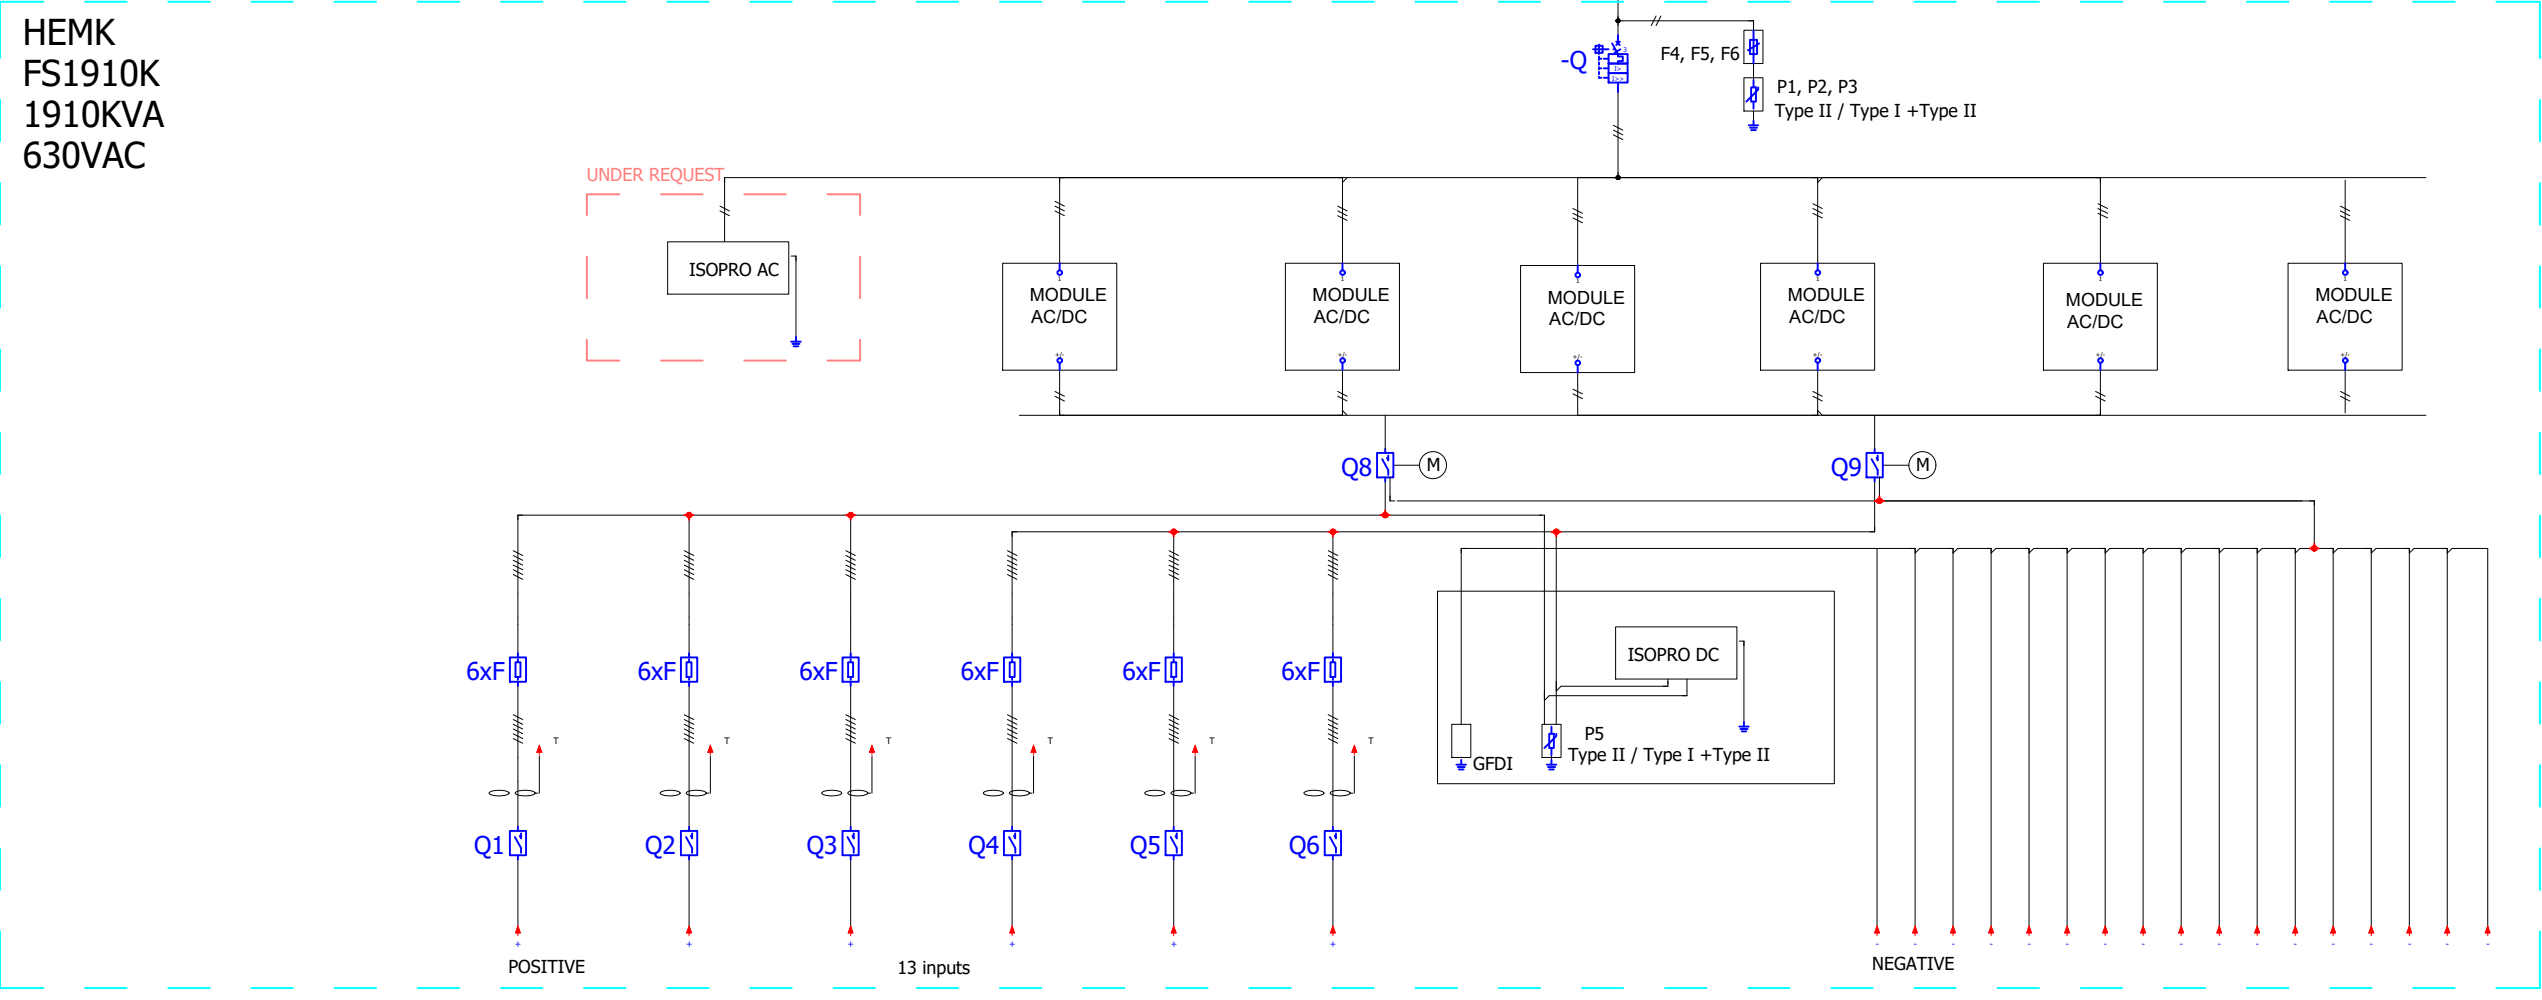 HEMK
FS1910K
1910KVA
630VAC
-Q
3
I>
I>>
F4, F5, F6
P1, P2, P3
Type II / Type I +Type II
UNDER REQUEST
ISOPRO AC
MODULE
AC/DC
+/-
MODULE
AC/DC
+/-
MODULE
AC/DC
+/-
MODULE
AC/DC
+/-
MODULE
AC/DC
+/-
MODULE
AC/DC
+/-
Q8
M
Q9
M
6xF
6xF
6xF
6xF
6xF
6xF
ISOPRO DC
T
T
T
T
T
T
P5
Type II / Type I +Type II
GFDI
Q1
Q2
Q3
Q4
Q5
Q6
+ + + + + +
- - - - - - - - - - - - - - - - -
POSITIVE
13 inputs
NEGATIVE